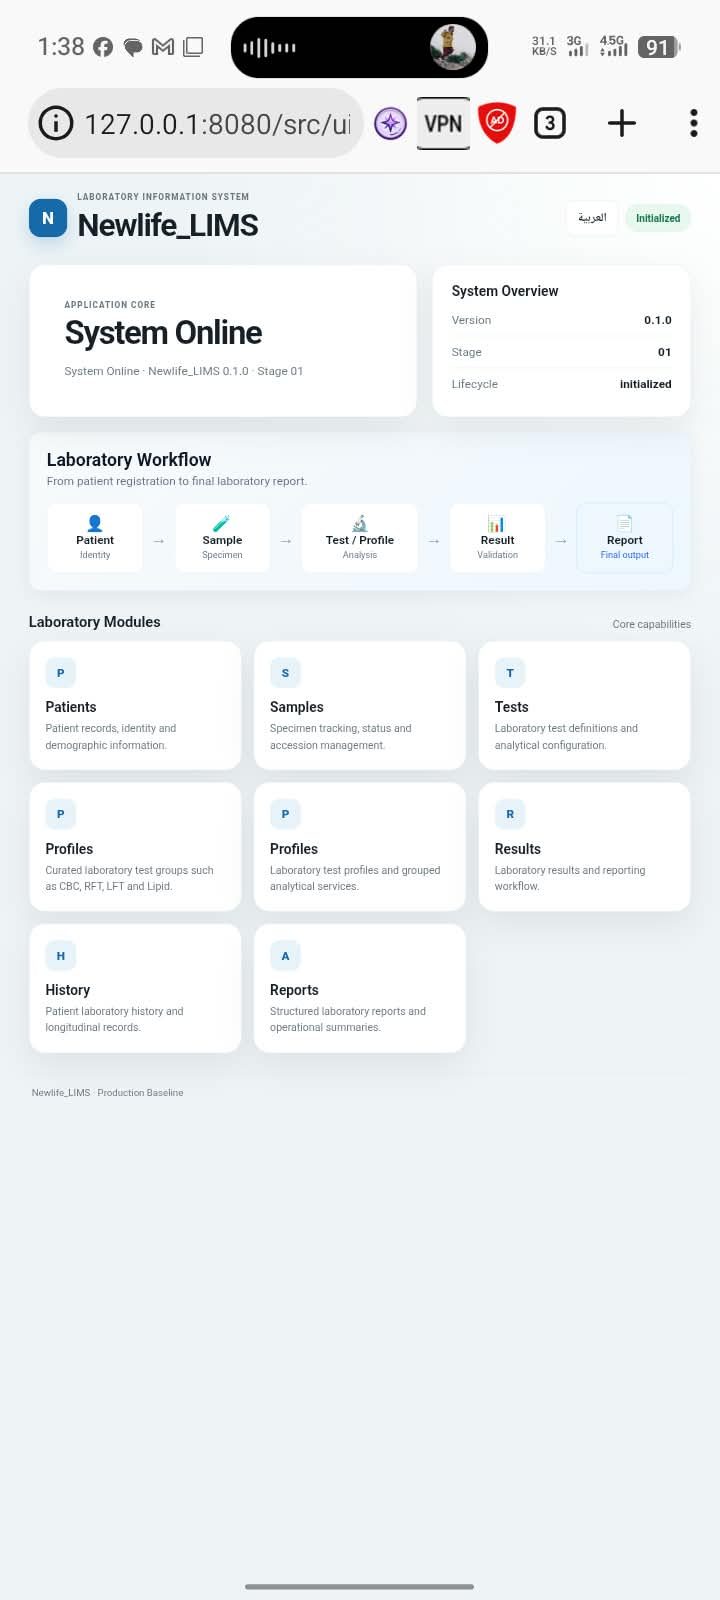 1:38
31.1
KB/S
3G
4.5G
91
127.0.0.1:8080/src/ui
VPN
AD
3
LABORATORY INFORMATION SYSTEM
N
Newlife_LIMS
العربية
Initialized
APPLICATION CORE
System Online
System Online · Newlife_LIMS 0.1.0 · Stage 01
System Overview
Version 0.1.0
Stage 01
Lifecycle initialized
Laboratory Workflow
From patient registration to final laboratory report.
Patient → Sample → Test / Profile → Result → Report
Identity Specimen Analysis Validation Final output
Laboratory Modules
Core capabilities
P
Patients
Patient records, identity and
demographic information.
S
Samples
Specimen tracking, status and
accession management.
T
Tests
Laboratory test definitions and
analytical configuration.
P
Profiles
Curated laboratory test groups such
as CBC, RFT, LFT and Lipid.
P
Profiles
Laboratory test profiles and grouped
analytical services.
R
Results
Laboratory results and reporting
workflow.
H
History
Patient laboratory history and
longitudinal records.
A
Reports
Structured laboratory reports and
operational summaries.
Newlife_LIMS · Production Baseline